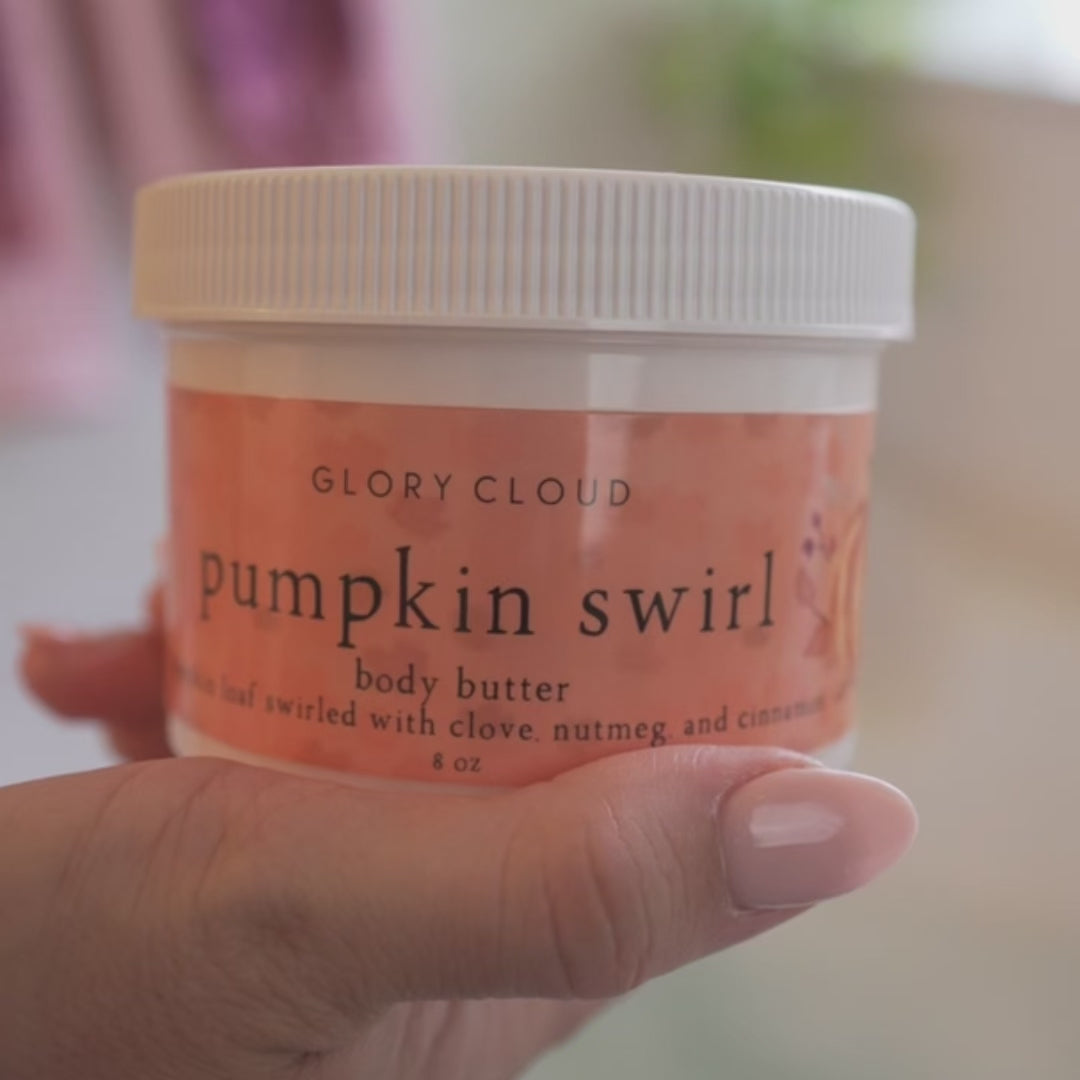 GLORY CLOUD
pumpkin swirl
body butter
loaf swirled with clove, nutmeg, and cinnamon
8 oz